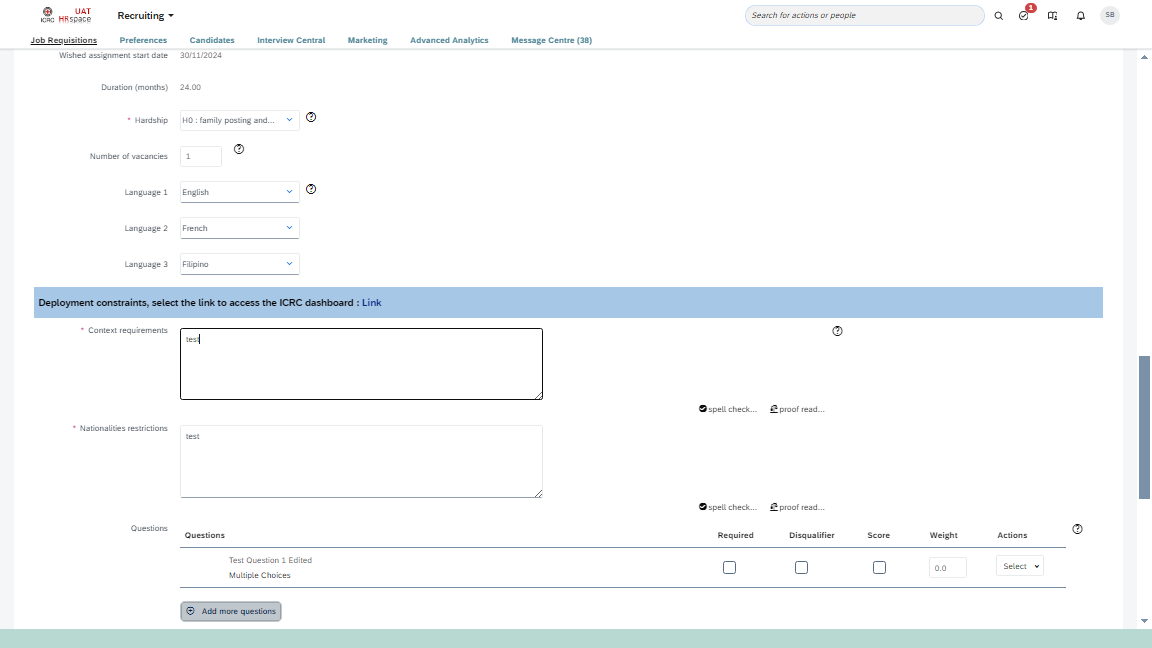 ICRC
UAT
HRspace
Recruiting
Search for actions or people
1
SB
Job Requisitions
Preferences
Candidates
Interview Central
Marketing
Advanced Analytics
Message Centre (38)
Wished assignment start date 30/11/2024
Duration (months) 24.00
* Hardship H0 : family posting and...
Number of vacancies 1
Language 1 English
Language 2 French
Language 3 Filipino
Deployment constraints, select the link to access the ICRC dashboard : Link
* Context requirements
test
spell check... proof read...
* Nationalities restrictions
test
spell check... proof read...
Questions
Questions Required Disqualifier Score Weight Actions
Test Question 1 Edited
Multiple Choices
0.0
Select
Add more questions